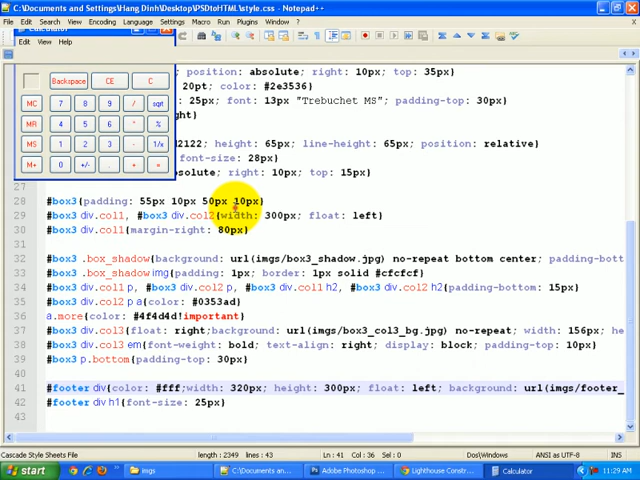 C:\Documents and Settings\Hang Dinh\Desktop\PSDtoHTML\style.css - Notepad++
File Edit Search View Encoding Language Settings Macro Run Plugins Window ?
Edit View Help
Backspace CE C
MC 7 8 9 / sqrt
MR 4 5 6 * %
MS 1 2 3 - 1/x
M+ 0 +/- . + =
position: absolute; right: 10px; top: 35px)
20pt; color: #2e3536)
25px; font: 13px "Trebuchet MS"; padding-top: 30px)
ght)
d2122; height: 65px; line-height: 65px; position: relative)
font-size: 28px)
solute; right: 10px; top: 15px)
27
28 #box3{padding: 55px 10px 50px 10px}
29 #box3 div.col1, #box3 div.col2{width: 300px; float: left}
30 #box3 div.col1{margin-right: 80px}
31
32 #box3 .box_shadow{background: url(imgs/box3_shadow.jpg) no-repeat bottom center; padding-bott
33 #box3 .box_shadow img{padding: 1px; border: 1px solid #cfcfcf}
34 #box3 div.col1 p, #box3 div.col2 p, #box3 div.col1 h2, #box3 div.col2 h2{padding-bottom: 15px}
35 #box3 div.col2 p a{color: #0353ad}
36 a.more{color: #4f4d4d!important}
37 #box3 div.col3{float: right;background: url(imgs/box3_col3_bg.jpg) no-repeat; width: 156px; he
38 #box3 div.col3 em{font-weight: bold; text-align: right; display: block; padding-top: 10px}
39 #box3 p.bottom{padding-top: 30px}
40
41 #footer div{color: #fff;width: 320px; height: 300px; float: left; background: url(imgs/footer_
42 #footer div h1{font-size: 25px}
43
Cascade Style Sheets File length : 2349 lines : 43 Ln : 41 Col : 36 Sel : 0 Dos\Windows ANSI as UTF-8 INS
start imgs C:\Documents an... Adobe Photoshop ... Lighthouse Constr... Calculator 11:29 AM